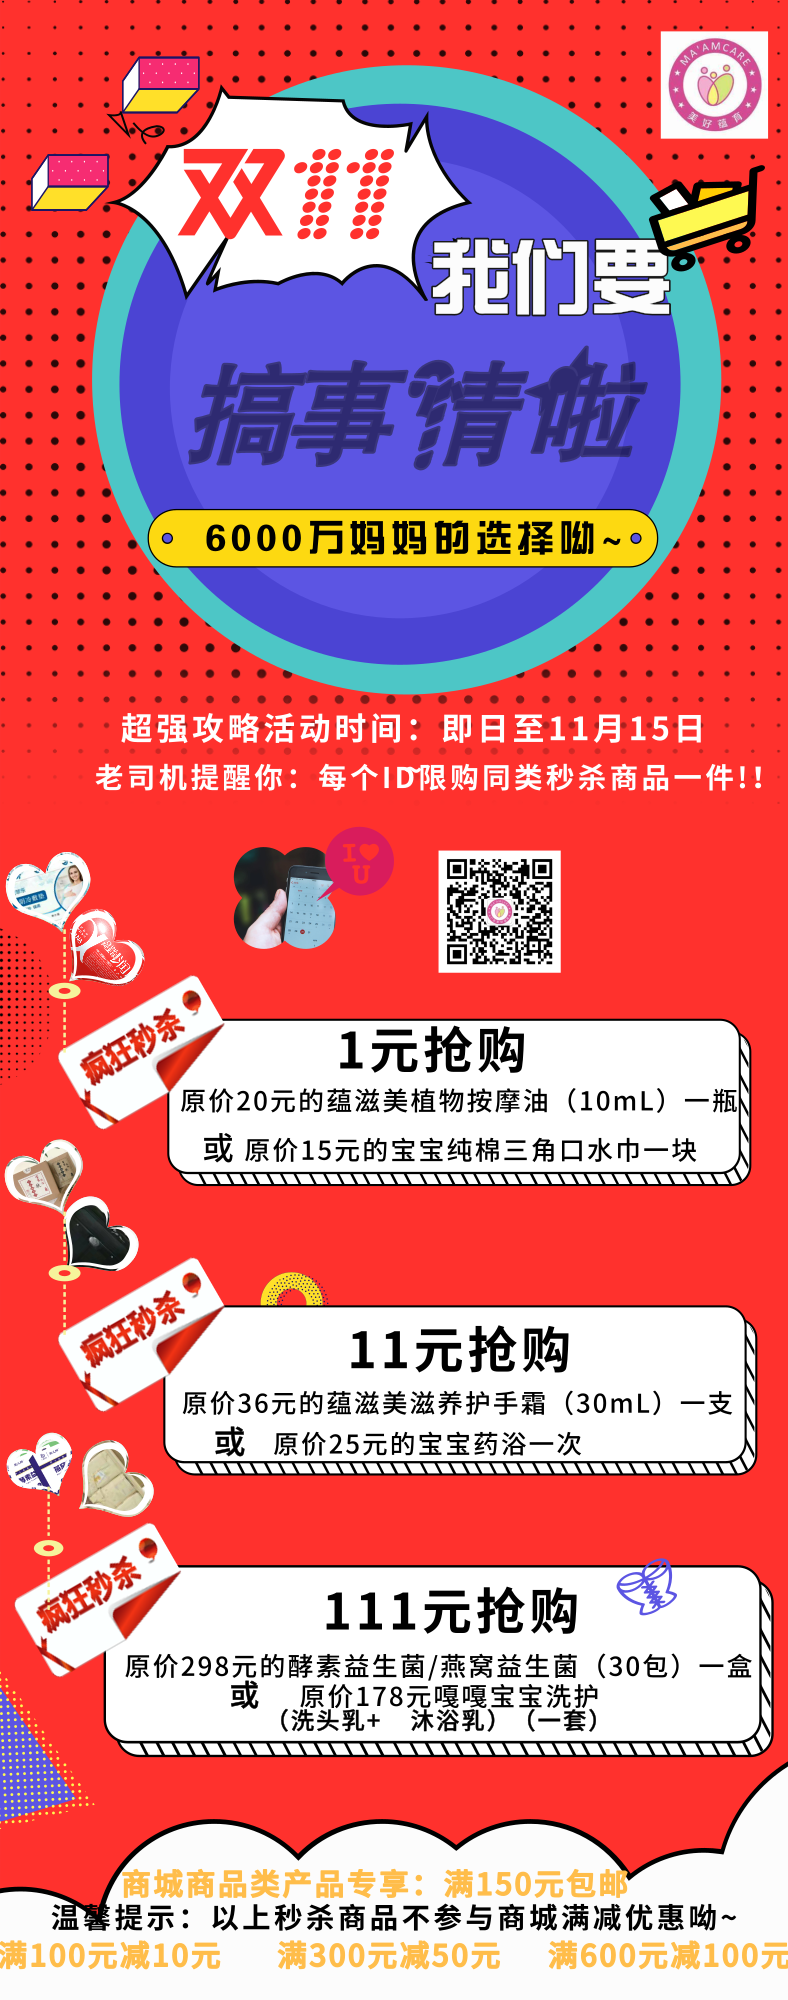 MA'AMCARE
美好蕴育
双11
我们要
搞事情啦
6000万妈妈的选择呦~
超强攻略活动时间：即日至11月15日
老司机提醒你：每个ID限购同类秒杀商品一件!!
I
U
疯狂秒杀
1元抢购
原价20元的蕴滋美植物按摩油（10mL）一瓶
或 原价15元的宝宝纯棉三角口水巾一块
疯狂秒杀
11元抢购
原价36元的蕴滋美滋养护手霜（30mL）一支
或 原价25元的宝宝药浴一次
疯狂秒杀
111元抢购
原价298元的酵素益生菌/燕窝益生菌（30包）一盒
或 原价178元嘎嘎宝宝洗护
（洗头乳+ 沐浴乳）（一套）
商城商品类产品专享：满150元包邮
温馨提示：以上秒杀商品不参与商城满减优惠呦~
满100元减10元 满300元减50元 满600元减100元